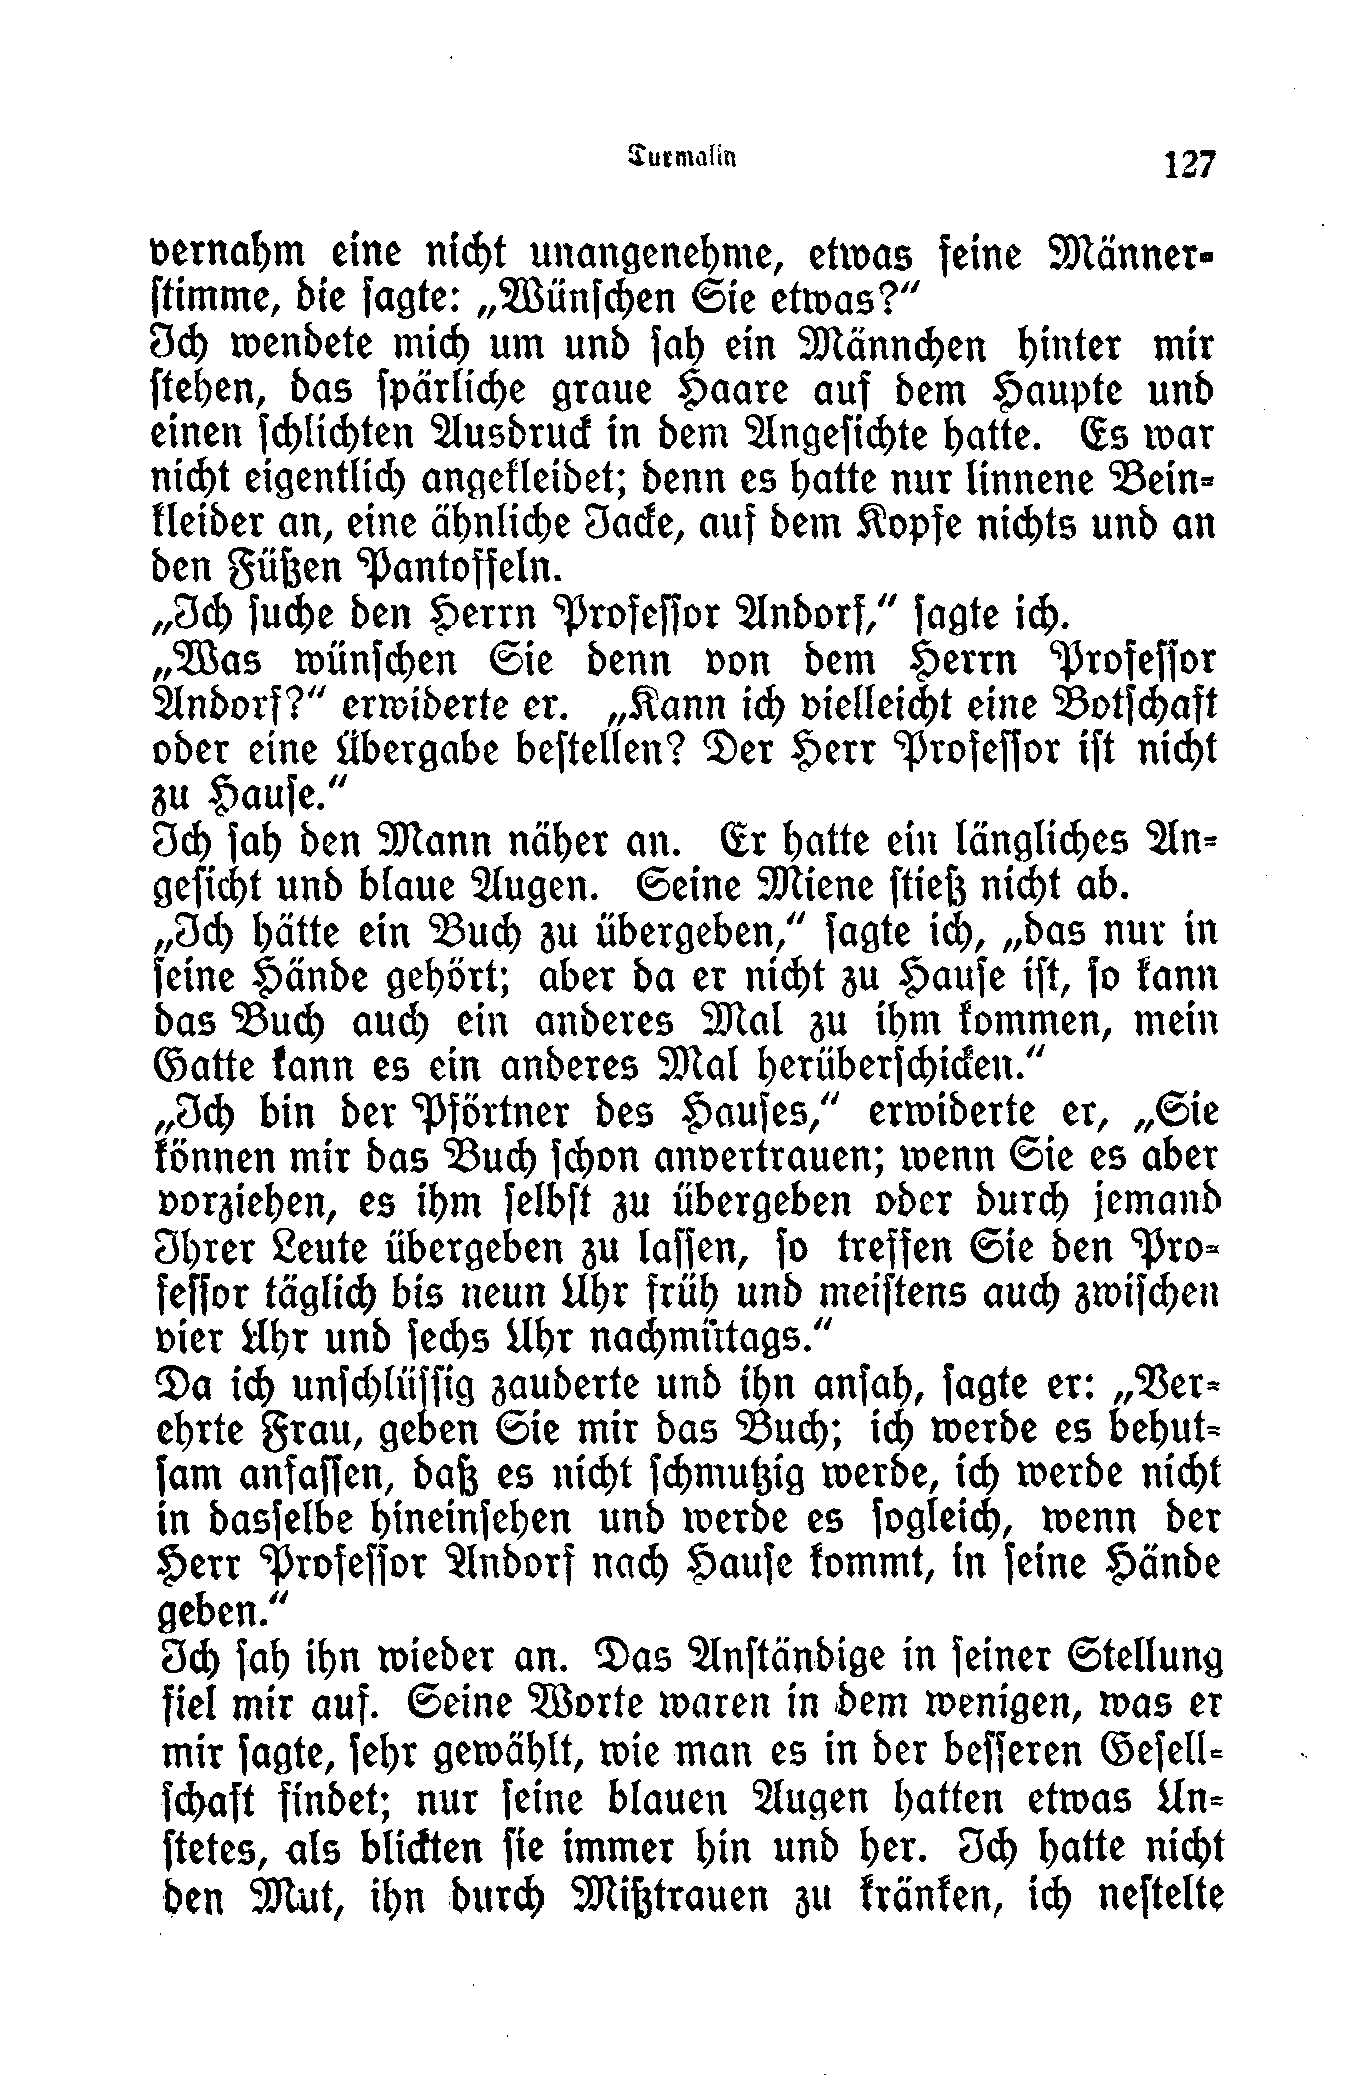 Turmalin 127
vernahm eine nicht unangenehme, etwas feine Männer-
stimme, die sagte: „Wünschen Sie etwas?“
Ich wendete mich um und sah ein Männchen hinter mir
stehen, das spärliche graue Haare auf dem Haupte und
einen schlichten Ausdruck in dem Angesichte hatte. Es war
nicht eigentlich angekleidet; denn es hatte nur linnene Bein-
kleider an, eine ähnliche Jacke, auf dem Kopfe nichts und an
den Füßen Pantoffeln.
„Ich suche den Herrn Professor Andorf,“ sagte ich.
„Was wünschen Sie denn von dem Herrn Professor
Andorf?“ erwiderte er. „Kann ich vielleicht eine Botschaft
oder eine Übergabe bestellen? Der Herr Professor ist nicht
zu Hause.“
Ich sah den Mann näher an. Er hatte ein längliches An-
gesicht und blaue Augen. Seine Miene stieß nicht ab.
„Ich hätte ein Buch zu übergeben,“ sagte ich, „das nur in
seine Hände gehört; aber da er nicht zu Hause ist, so kann
das Buch auch ein anderes Mal zu ihm kommen, mein
Gatte kann es ein anderes Mal herüberschicken.“
„Ich bin der Pförtner des Hauses,“ erwiderte er, „Sie
können mir das Buch schon anvertrauen; wenn Sie es aber
vorziehen, es ihm selbst zu übergeben oder durch jemand
Ihrer Leute übergeben zu lassen, so treffen Sie den Pro-
fessor täglich bis neun Uhr früh und meistens auch zwischen
vier Uhr und sechs Uhr nachmittags.“
Da ich unschlüssig zauderte und ihn ansah, sagte er: „Ver-
ehrte Frau, geben Sie mir das Buch; ich werde es behut-
sam anfassen, daß es nicht schmutzig werde, ich werde nicht
in dasselbe hineinsehen und werde es sogleich, wenn der
Herr Professor Andorf nach Hause kommt, in seine Hände
geben.“
Ich sah ihn wieder an. Das Anständige in seiner Stellung
fiel mir auf. Seine Worte waren in dem wenigen, was er
mir sagte, sehr gewählt, wie man es in der besseren Gesell-
schaft findet; nur seine blauen Augen hatten etwas Un-
stetes, als blickten sie immer hin und her. Ich hatte nicht
den Mut, ihn durch Mißtrauen zu kränken, ich nestelte